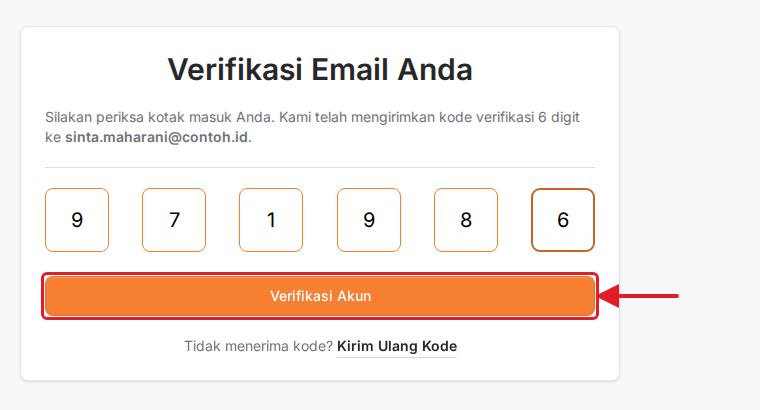 Verifikasi Email Anda
Silakan periksa kotak masuk Anda. Kami telah mengirimkan kode verifikasi 6 digit
ke sinta.maharani@contoh.id.
9 7 1 9 8 6
Verifikasi Akun
Tidak menerima kode? Kirim Ulang Kode